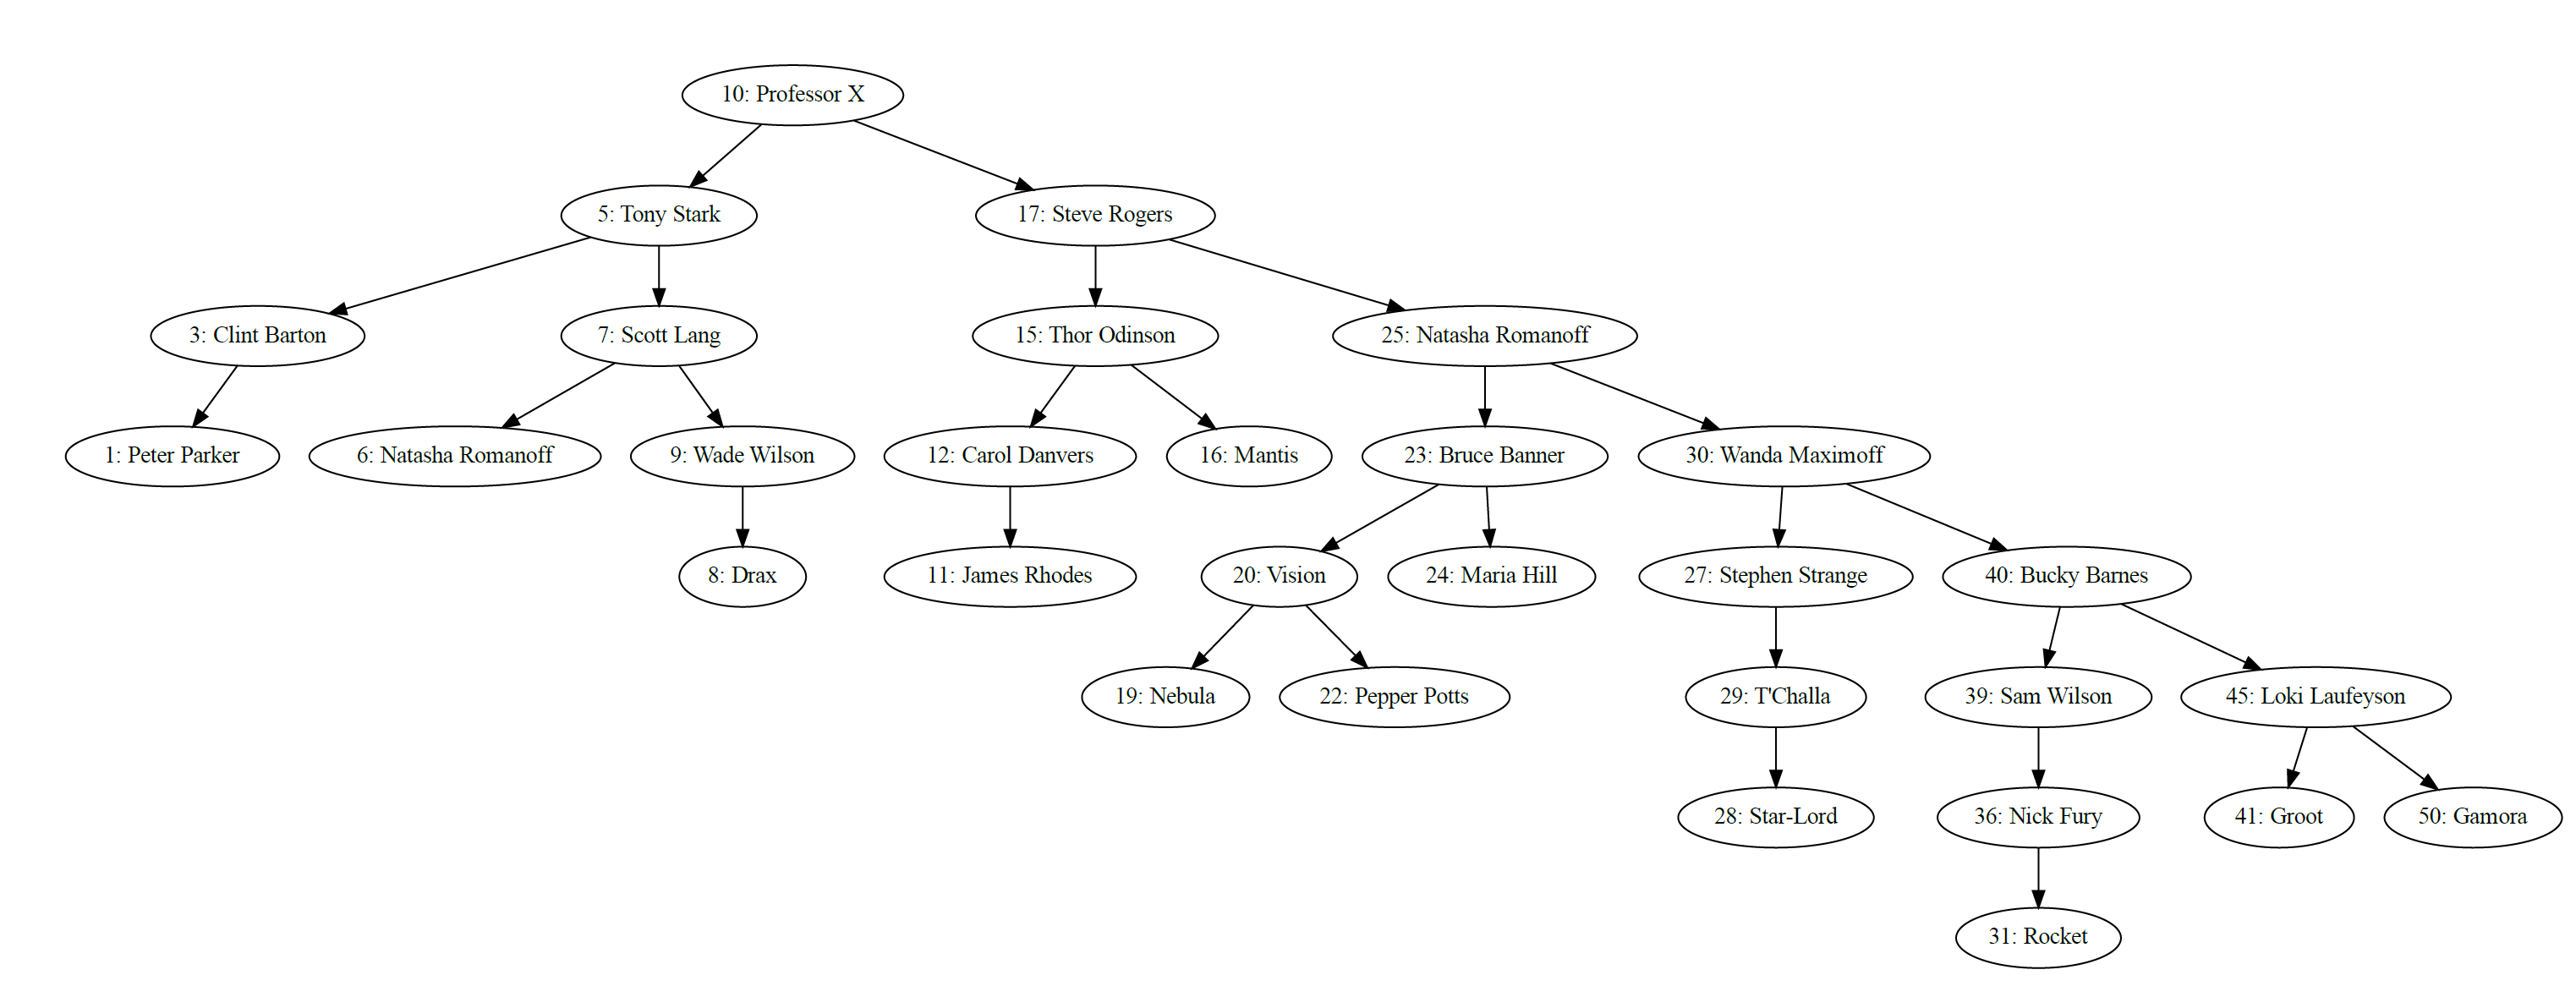 10: Professor X
5: Tony Stark
17: Steve Rogers
3: Clint Barton
7: Scott Lang
15: Thor Odinson
25: Natasha Romanoff
1: Peter Parker
6: Natasha Romanoff
9: Wade Wilson
12: Carol Danvers
16: Mantis
23: Bruce Banner
30: Wanda Maximoff
8: Drax
11: James Rhodes
20: Vision
24: Maria Hill
27: Stephen Strange
40: Bucky Barnes
19: Nebula
22: Pepper Potts
29: T'Challa
39: Sam Wilson
45: Loki Laufeyson
28: Star-Lord
36: Nick Fury
41: Groot
50: Gamora
31: Rocket